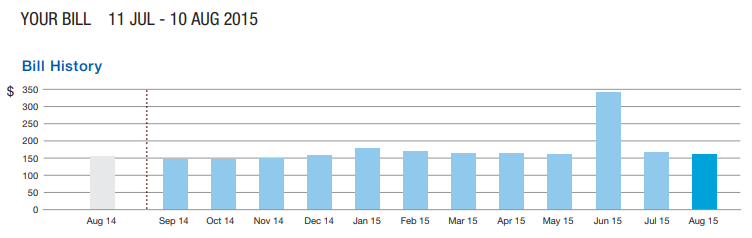 YOUR BILL 11 JUL - 10 AUG 2015
Bill History
$ 350
300
250
200
150
100
50
0
Aug 14 Sep 14 Oct 14 Nov 14 Dec 14 Jan 15 Feb 15 Mar 15 Apr 15 May 15 Jun 15 Jul 15 Aug 15